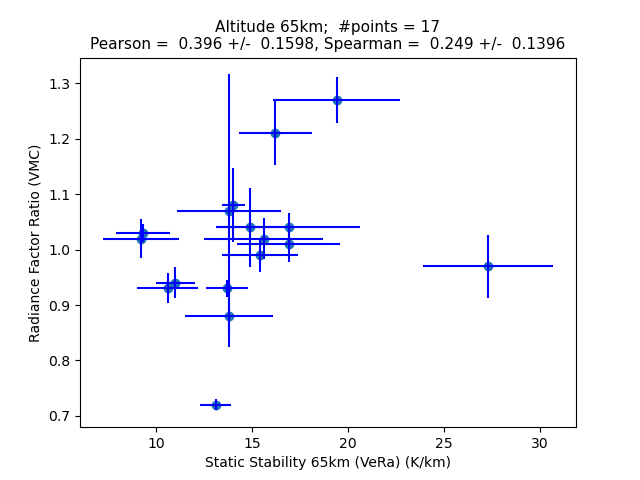 Altitude 65km;  #points = 17
Pearson =  0.396 +/-  0.1598, Spearman =  0.249 +/-  0.1396
1.3
1.2
1.1
1.0
0.9
0.8
0.7
Radiance Factor Ratio (VMC)
10 15 20 25 30
Static Stability 65km (VeRa) (K/km)